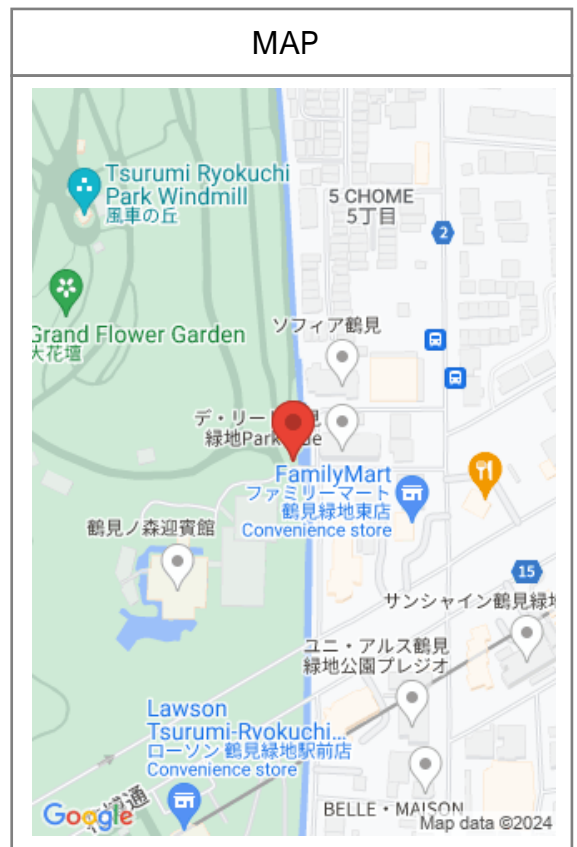 MAP
Tsurumi Ryokuchi
Park Windmill
風車の丘
5 CHOME
5丁目
2
Grand Flower Garden
大花壇
ソフィア鶴見
デ・リー
見
緑地Park
FamilyMart
ファミリーマート
鶴見緑地東店
Convenience store
鶴見ノ森迎賓館
15
サンシャイン鶴見緑地
ユニ・アルス鶴見
緑地公園プレジオ
Lawson
Tsurumi-Ryokuchi...
ローソン 鶴見緑地駅前店
Convenience store
通
BELLE・MAISON
Google
Map data ©2024